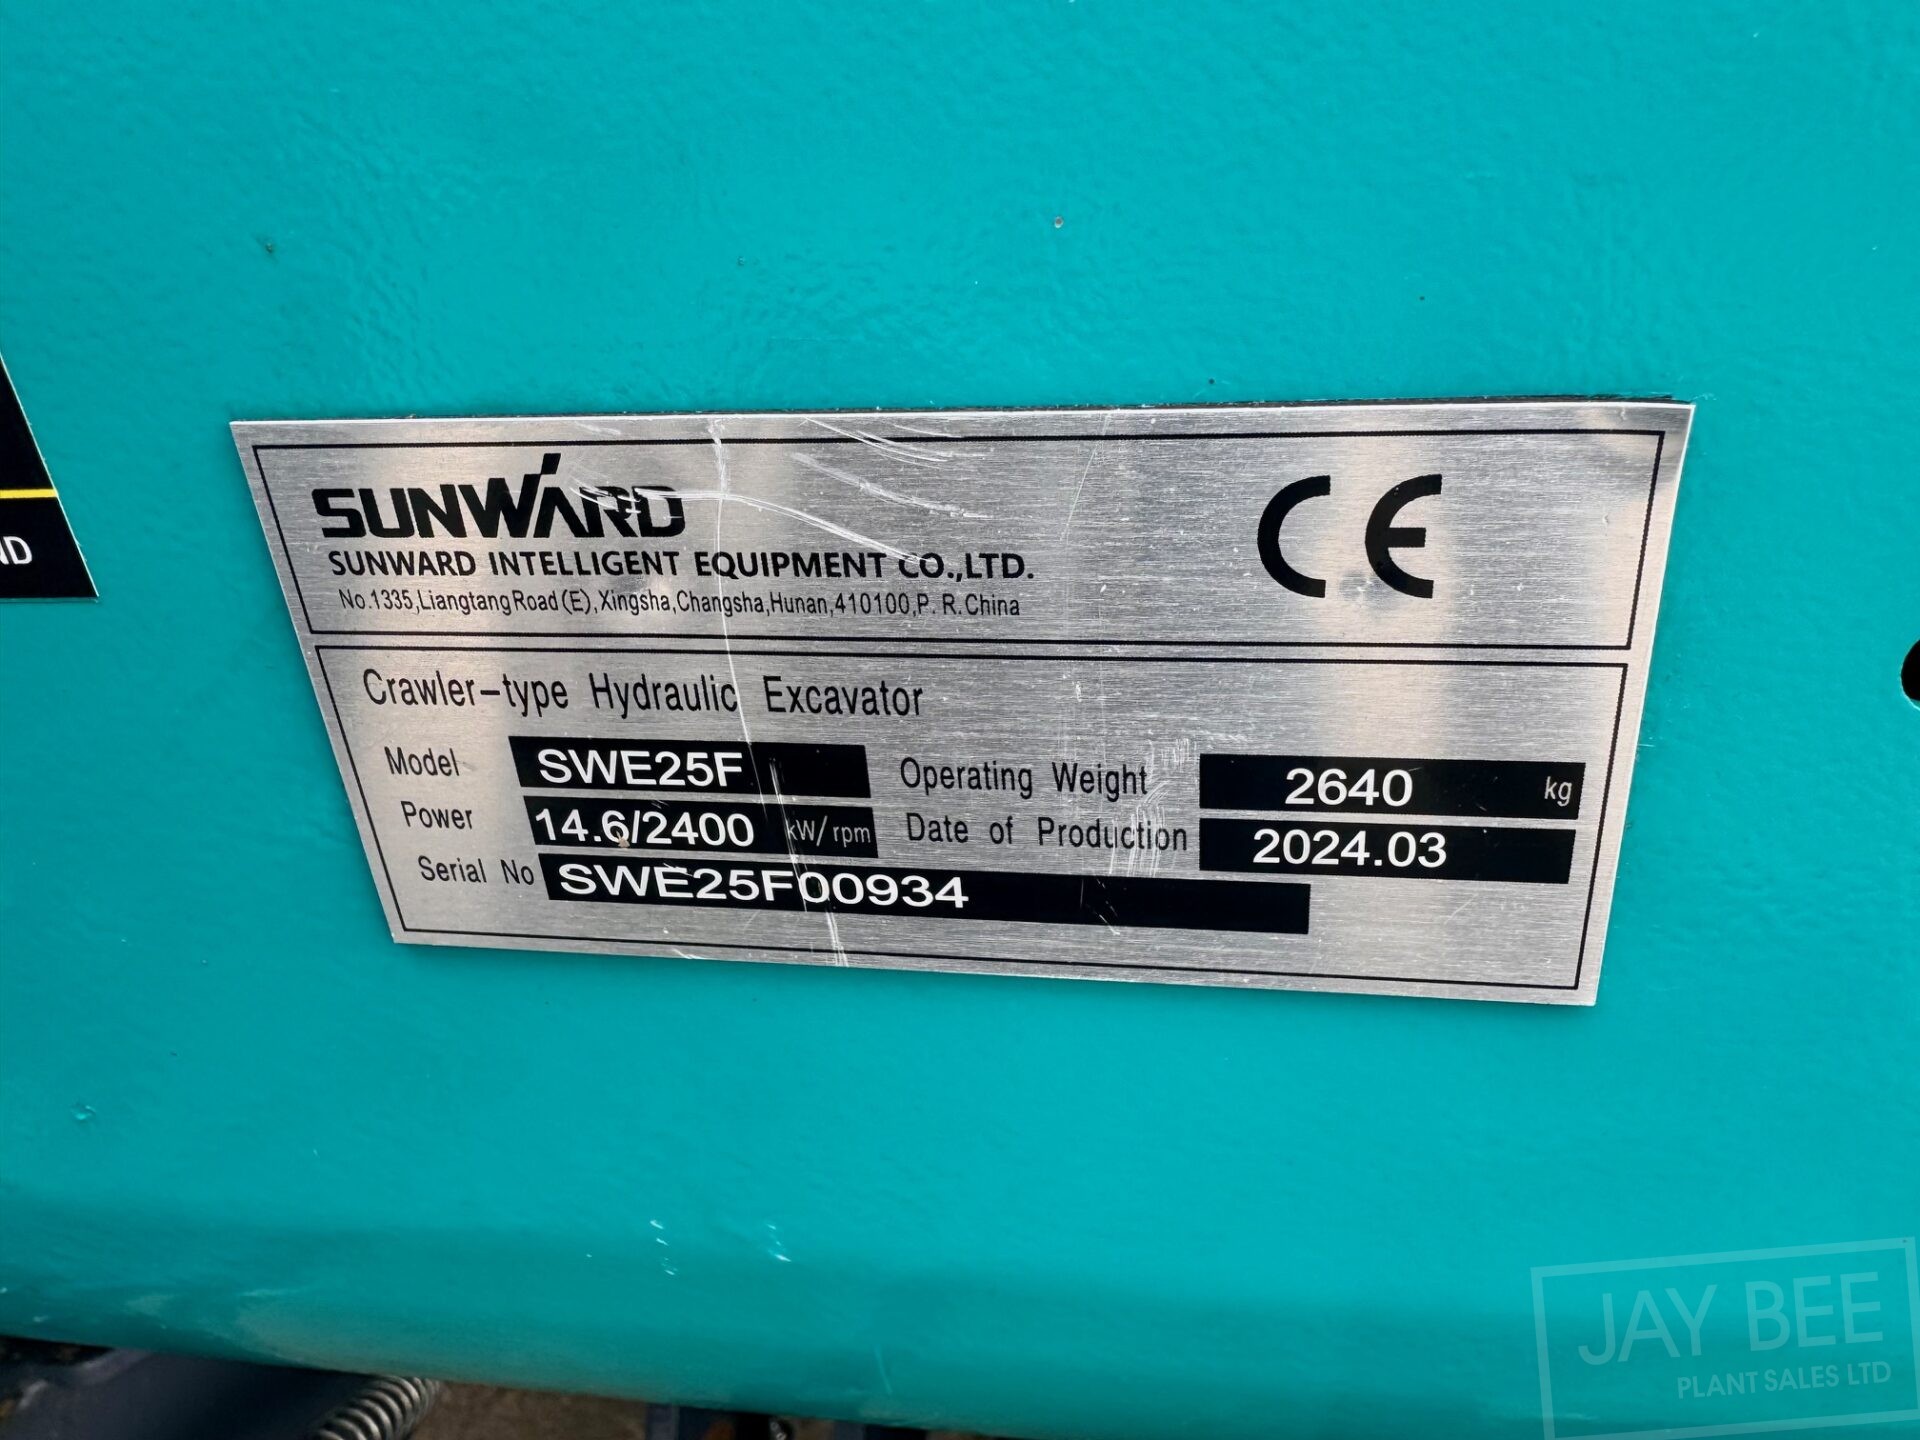 SUNWARD
SUNWARD INTELLIGENT EQUIPMENT CO.,LTD.
No.1335,Liangtang Road(E),Xingsha,Changsha,Hunan,410100,P. R. China
CE
Crawler-type Hydraulic Excavator
Model SWE25F Operating Weight 2640 kg
Power 14.6/2400 kW/rpm Date of Production 2024.03
Serial No SWE25F00934
JAY BEE
PLANT SALES LTD